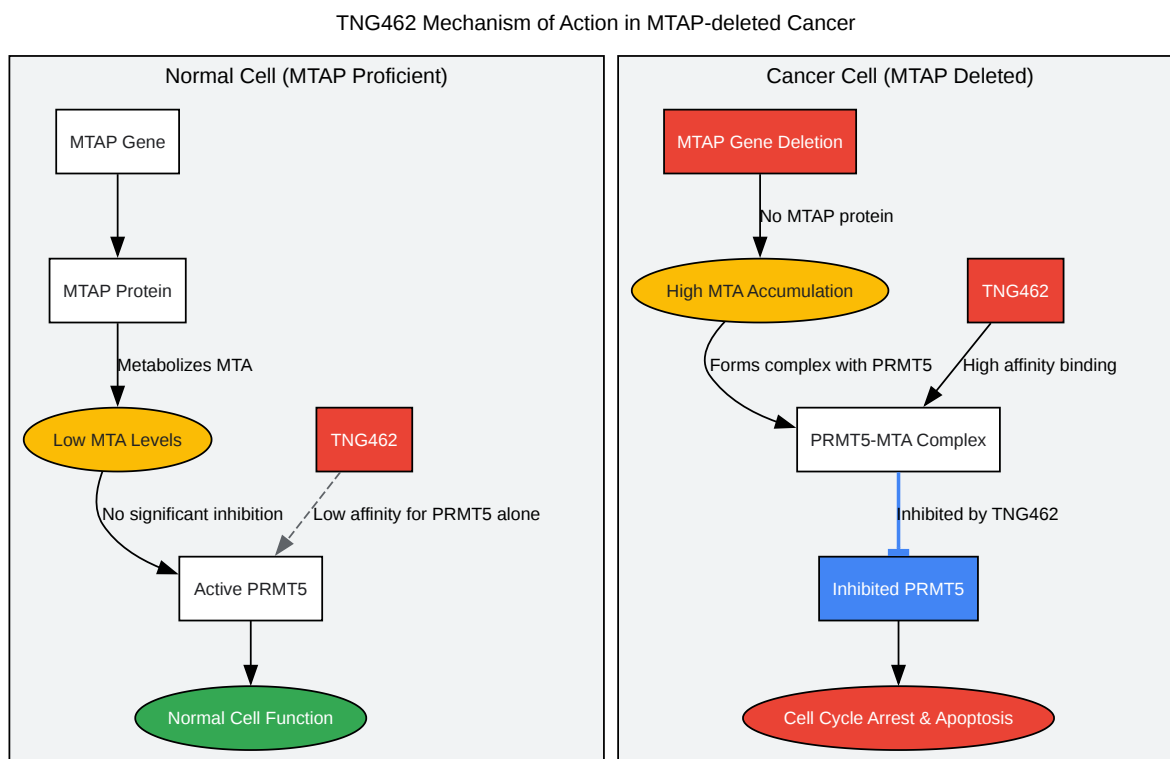 TNG462 Mechanism of Action in MTAP-deleted Cancer
Normal Cell (MTAP Proficient)
MTAP Gene
MTAP Protein
Metabolizes MTA
Low MTA Levels
TNG462
No significant inhibition
Low affinity for PRMT5 alone
Active PRMT5
Normal Cell Function
Cancer Cell (MTAP Deleted)
MTAP Gene Deletion
No MTAP protein
High MTA Accumulation
TNG462
Forms complex with PRMT5
High affinity binding
PRMT5-MTA Complex
Inhibited by TNG462
Inhibited PRMT5
Cell Cycle Arrest & Apoptosis